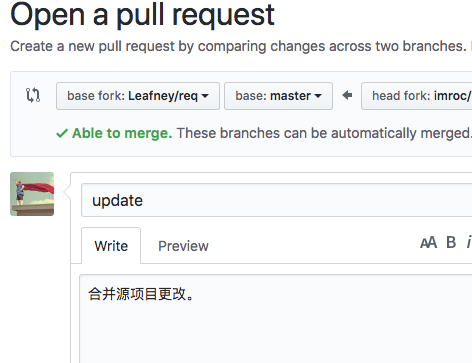 Open a pull request
Create a new pull request by comparing changes across two branches.
base fork: Leafney/req
base: master
head fork: imroc/
Able to merge. These branches can be automatically merged.
update
Write
Preview
AA B i
合并源项目更改。